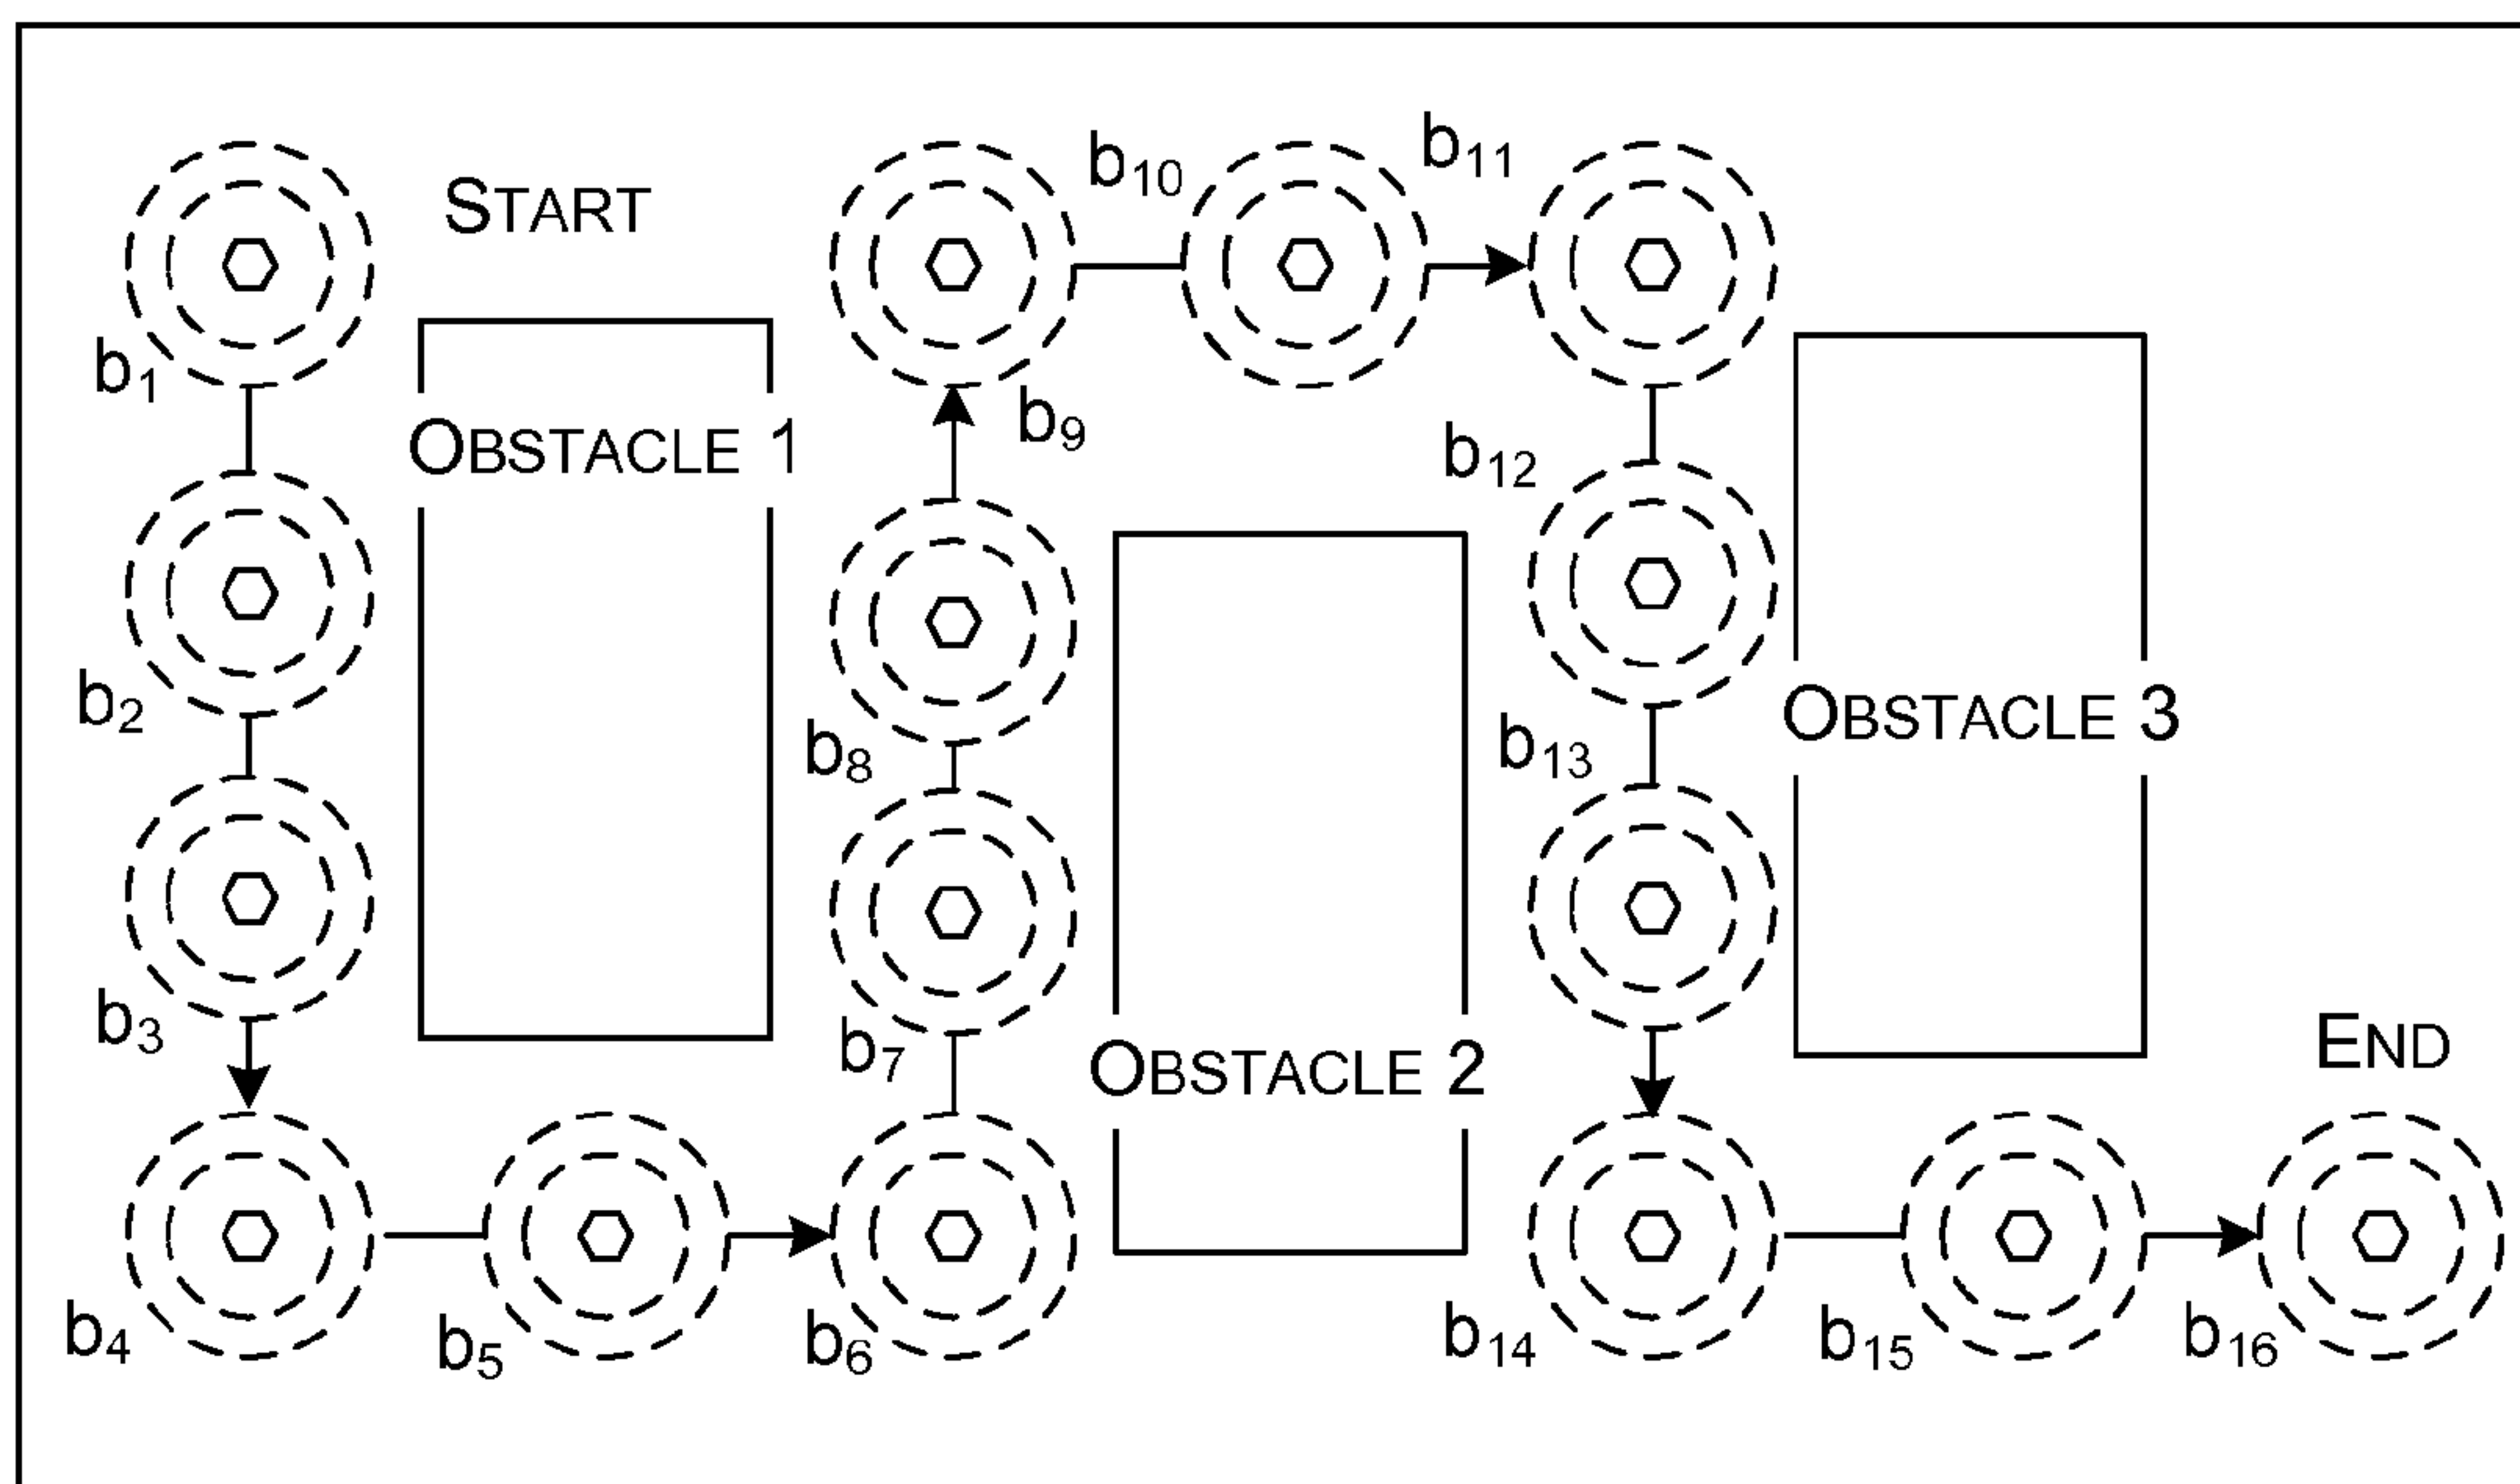 START
b1
OBSTACLE 1
b2
b3
b4
b5
b6
b7
b8
b9
b10
b11
b12
b13
OBSTACLE 2
OBSTACLE 3
b14
b15
b16
END